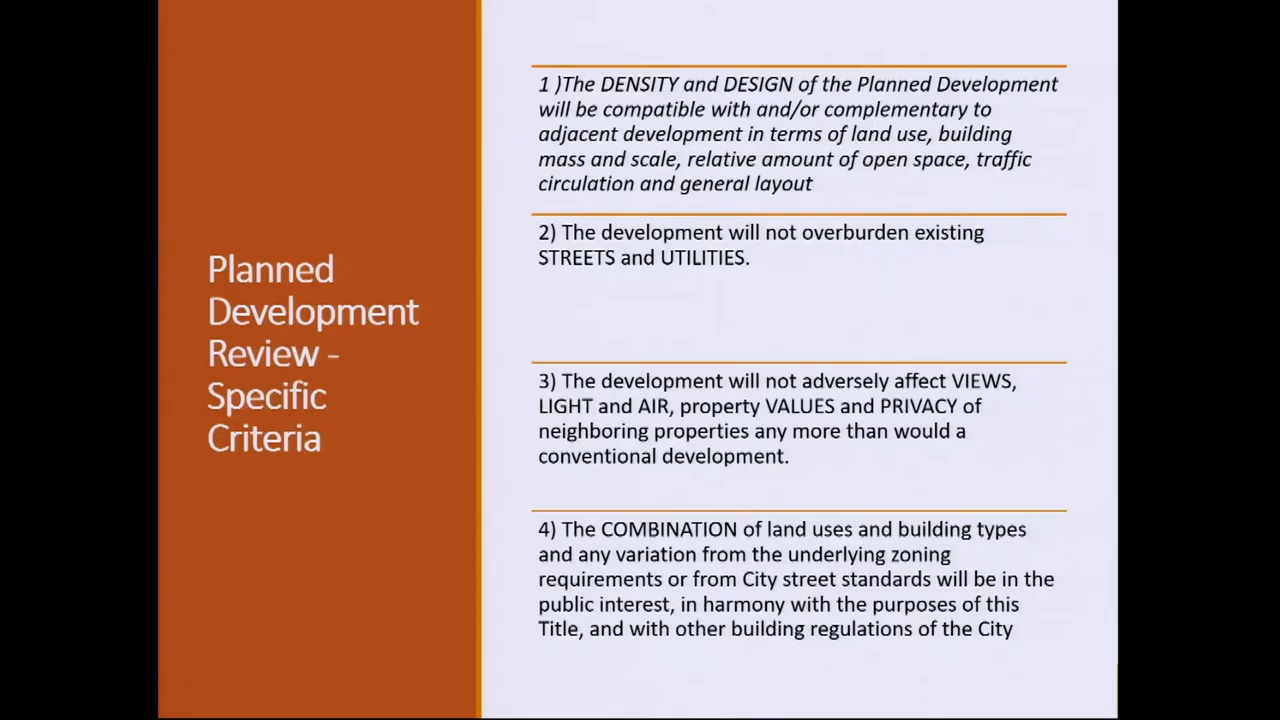 Planned
Development
Review -
Specific
Criteria
1 )The DENSITY and DESIGN of the Planned Development
will be compatible with and/or complementary to
adjacent development in terms of land use, building
mass and scale, relative amount of open space, traffic
circulation and general layout
2) The development will not overburden existing
STREETS and UTILITIES.
3) The development will not adversely affect VIEWS,
LIGHT and AIR, property VALUES and PRIVACY of
neighboring properties any more than would a
conventional development.
4) The COMBINATION of land uses and building types
and any variation from the underlying zoning
requirements or from City street standards will be in the
public interest, in harmony with the purposes of this
Title, and with other building regulations of the City